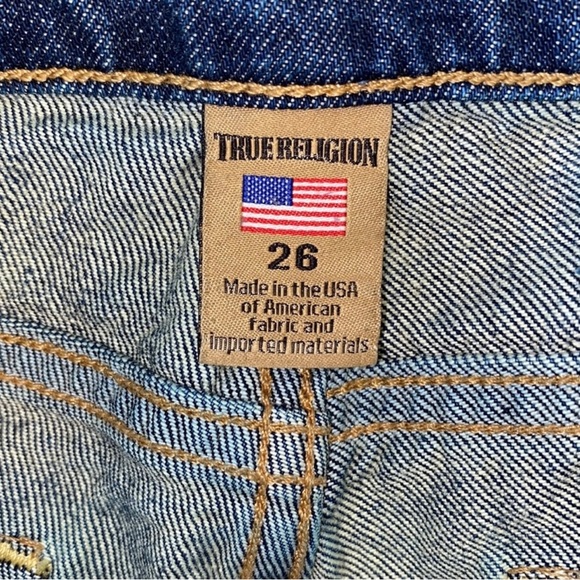 TRUE RELIGION
26
Made in the USA
of American
fabric and
imported materials